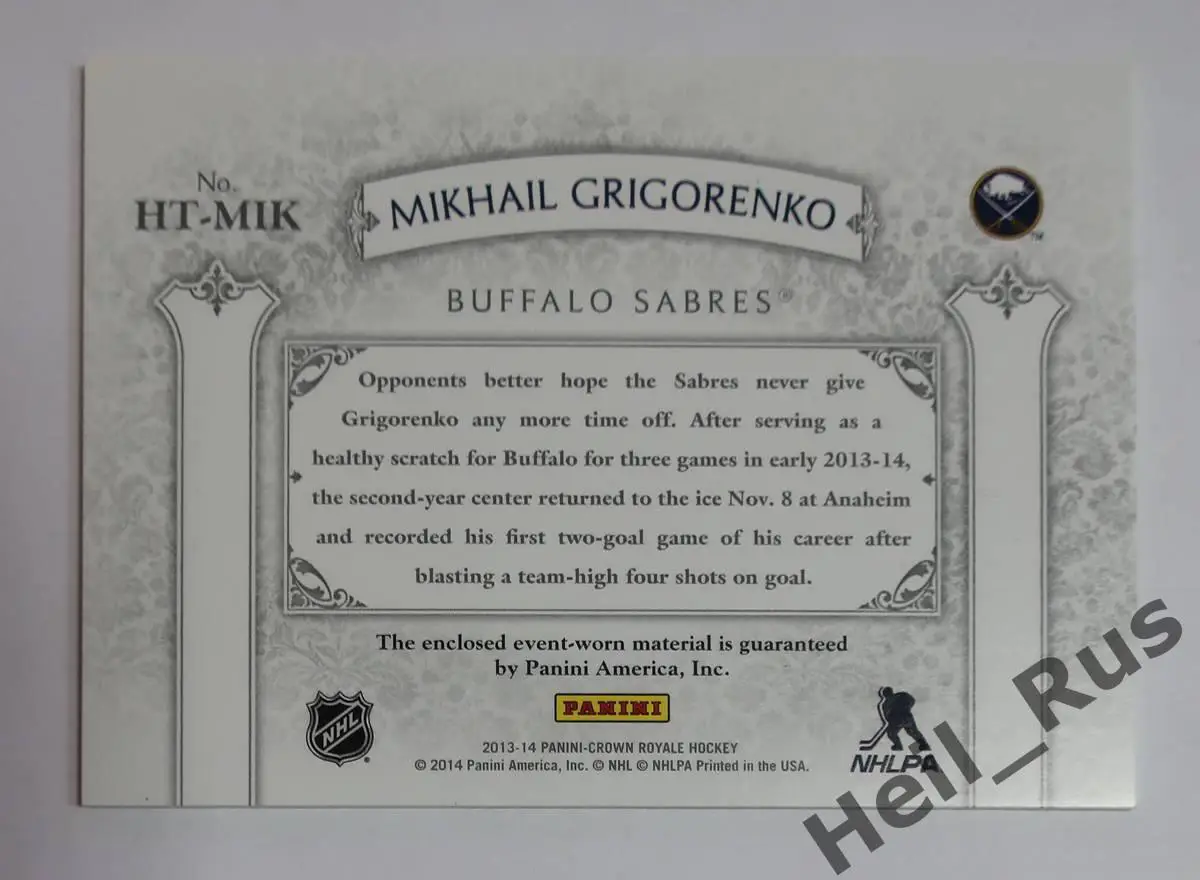 No.
HT-MIK
MIKHAIL GRIGORENKO
TM
BUFFALO SABRES®
Opponents better hope the Sabres never give
Grigorenko any more time off. After serving as a
healthy scratch for Buffalo for three games in early 2013-14,
the second-year center returned to the ice Nov. 8 at Anaheim
and recorded his first two-goal game of his career after
blasting a team-high four shots on goal.
The enclosed event-worn material is guaranteed
by Panini America, Inc.
PANINI
NHL®
NHLPA
2013-14 PANINI-CROWN ROYALE HOCKEY
© 2014 Panini America, Inc. © NHL © NHLPA Printed in the USA.
Heil_Rus